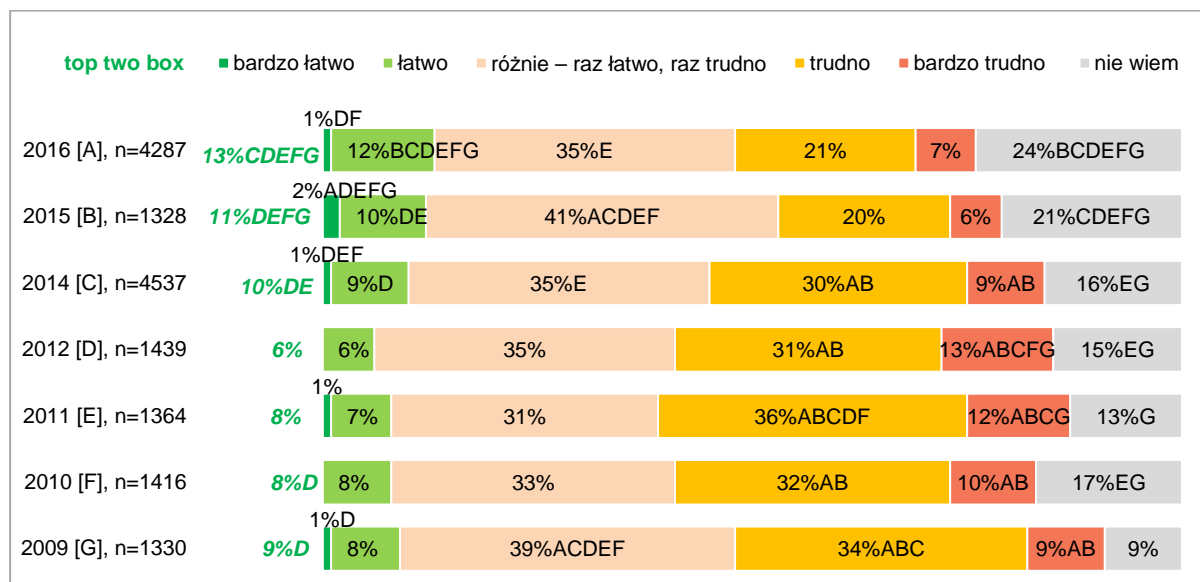 top two box bardzo łatwo łatwo różnie – raz łatwo, raz trudno trudno bardzo trudno nie wiem
1%DF
2016 [A], n=4287 13%CDEFG 12%BCDEFG 35%E 21% 7% 24%BCDEFG
2%ADEFG
2015 [B], n=1328 11%DEFG 10%DE 41%ACDEF 20% 6% 21%CDEFG
1%DEF
2014 [C], n=4537 10%DE 9%D 35%E 30%AB 9%AB 16%EG
2012 [D], n=1439 6% 6% 35% 31%AB 13%ABCFG 15%EG
1%
2011 [E], n=1364 8% 7% 31% 36%ABCDF 12%ABCG 13%G
2010 [F], n=1416 8%D 8% 33% 32%AB 10%AB 17%EG
1%D
2009 [G], n=1330 9%D 8% 39%ACDEF 34%ABC 9%AB 9%